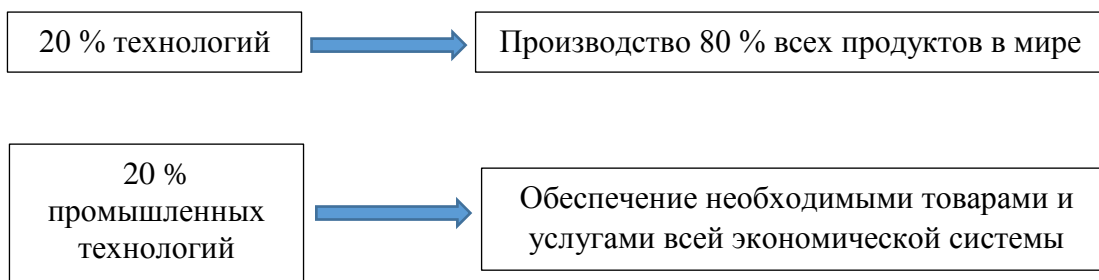 20 % технологий
Производство 80 % всех продуктов в мире
20 %
промышленных
технологий
Обеспечение необходимыми товарами и
услугами всей экономической системы